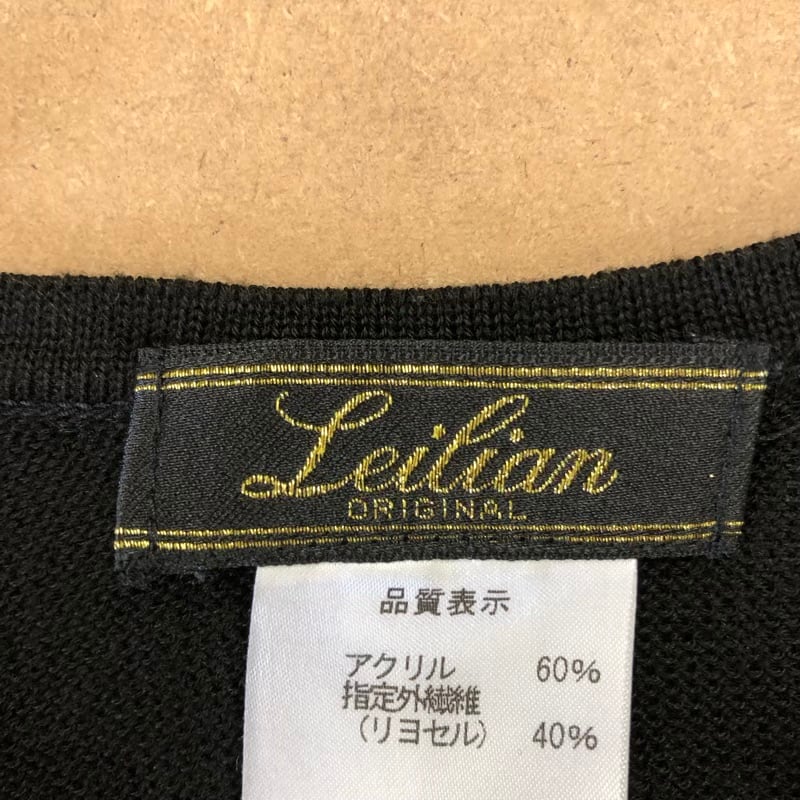 Leilian
ORIGINAL
品質表示
アクリル 60%
指定外繊維
(リヨセル) 40%